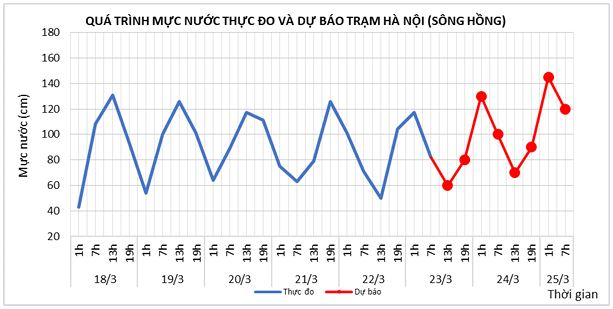 QUÁ TRÌNH MỰC NƯỚC THỰC ĐO VÀ DỰ BÁO TRẠM HÀ NỘI (SÔNG HỒNG)
Mực nước (cm)
180
160
140
120
100
80
60
40
20
1h 7h 13h 19h 1h 7h 13h 19h 1h 7h 13h 19h 1h 7h 13h 19h 1h 7h 13h 19h 1h 7h 13h 19h 1h 7h 13h 19h 1h 7h
18/3 19/3 20/3 21/3 22/3 23/3 24/3 25/3
Thực đo Dự báo Thời gian